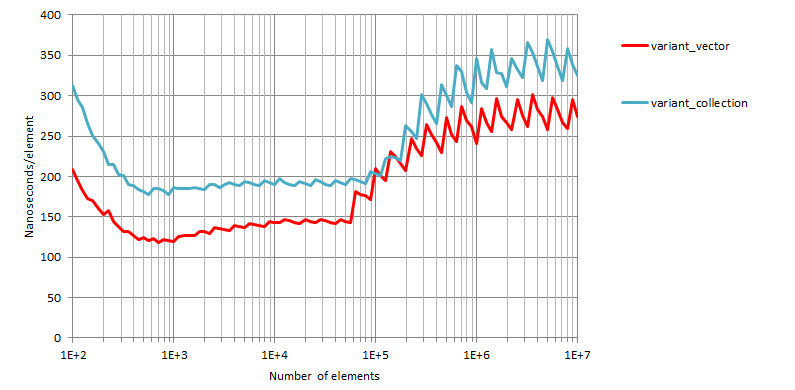 400
350
300
250
200
150
100
50
0
Nanoseconds/element
1E+2
1E+3
1E+4
1E+5
1E+6
1E+7
Number of elements
variant_vector
variant_collection